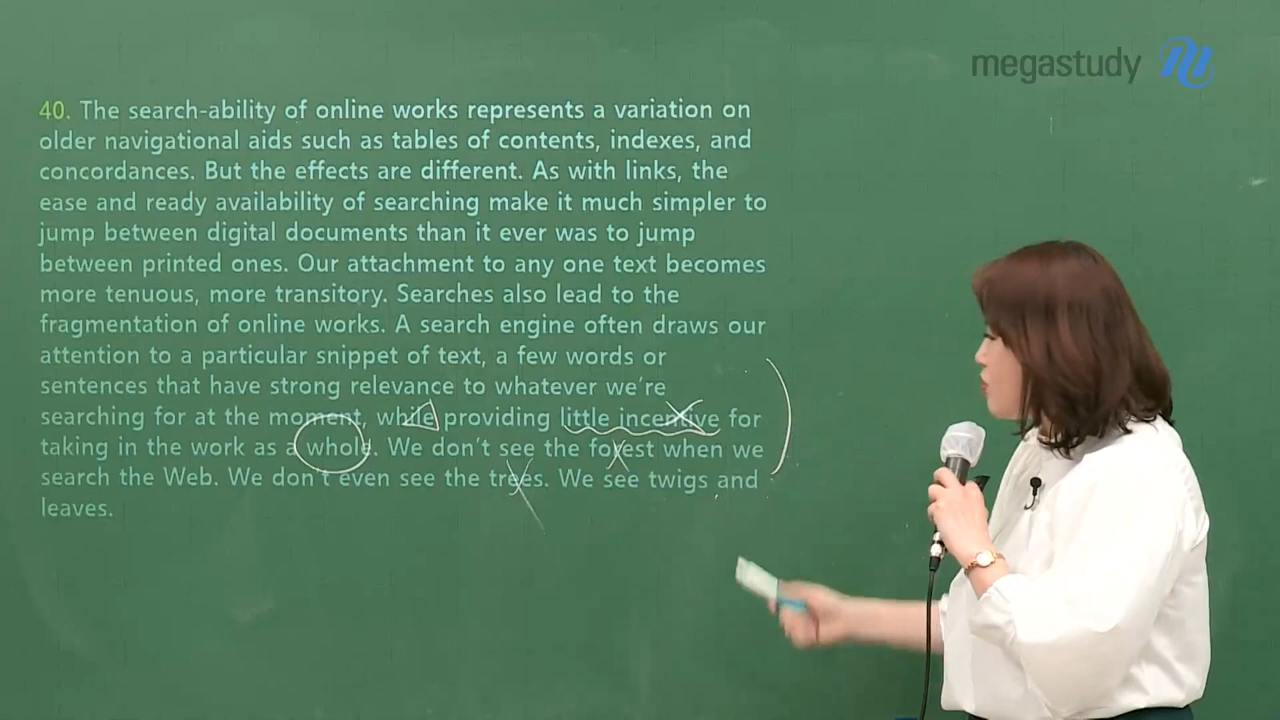 megastudy
40. The search-ability of online works represents a variation on
older navigational aids such as tables of contents, indexes, and
concordances. But the effects are different. As with links, the
ease and ready availability of searching make it much simpler to
jump between digital documents than it ever was to jump
between printed ones. Our attachment to any one text becomes
more tenuous, more transitory. Searches also lead to the
fragmentation of online works. A search engine often draws our
attention to a particular snippet of text, a few words or
sentences that have strong relevance to whatever we're
searching for at the moment, while providing little incentive for
taking in the work as a whole. We don't see the forest when we
search the Web. We don't even see the trees. We see twigs and
leaves.